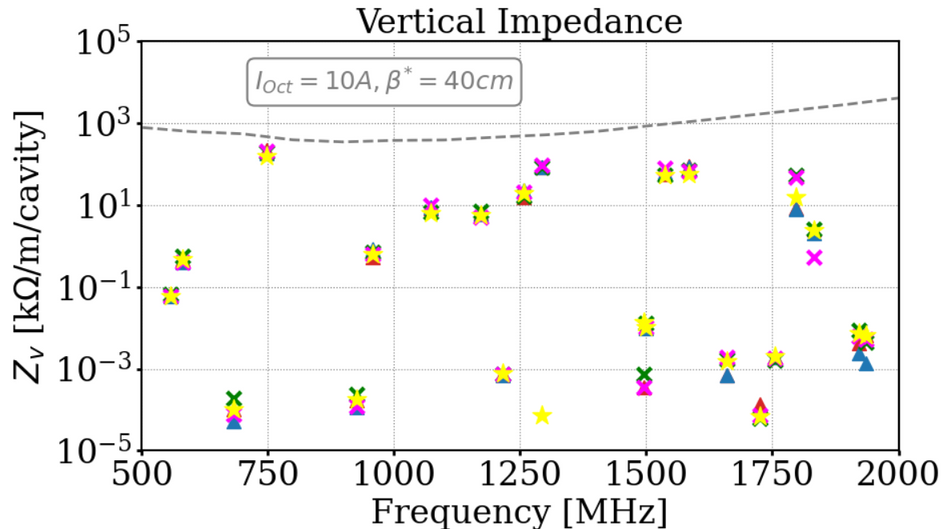 Vertical Impedance
I_Oct = 10A, β* = 40cm
Z_v [kΩ/m/cavity]
10^5
10^3
10^1
10^−1
10^−3
10^−5
500 750 1000 1250 1500 1750 2000
Frequency [MHz]